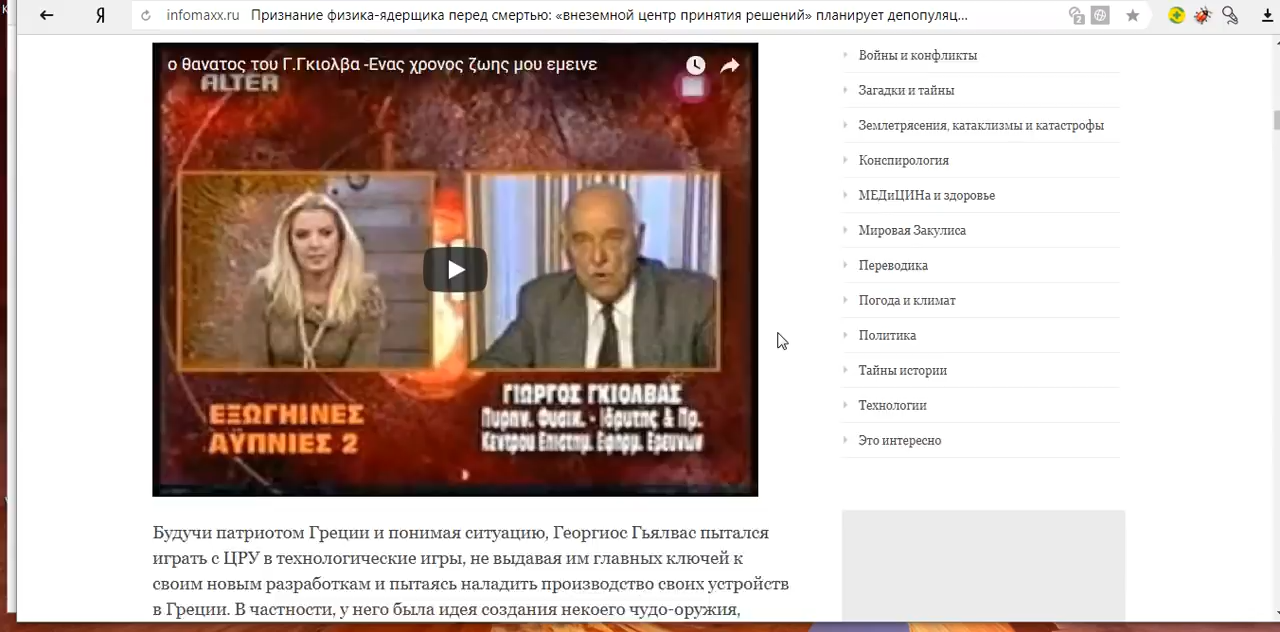 Я
infomaxx.ru Признание физика-ядорщика перед смертью: «внеземной центр принятия решений» планирует депопуляц...
ο θανατος του Γ.Γκιολβα -Ενας χρονος ζωης μου εμεινε
ALTER
ΕΞΩΓΗΙΝΕΣ
ΑΫΠΝΙΕΣ 2
ΓΙΩΡΓΟΣ ΓΚΙΟΛΒΑΣ
Πυρην. Φυσικ. - Ιδρυτης & Πρ.
Κεντρου Επιστημ. Εφηρμ. Ερευνων
Будучи патриотом Греции и понимая ситуацию, Георгиос Гьялвас пытался
играть с ЦРУ в технологические игры, не выдавая им главных ключей к
своим новым разработкам и пытаясь наладить производство своих устройств
в Греции. В частности, у него была идея создания некоего чудо-оружия,
Войны и конфликты
Загадки и тайны
Землетрясения, катаклизмы и катастрофы
Конспирология
МЕДиЦИНа и здоровье
Мировая Закулиса
Переводика
Погода и климат
Политика
Тайны истории
Технологии
Это интересно